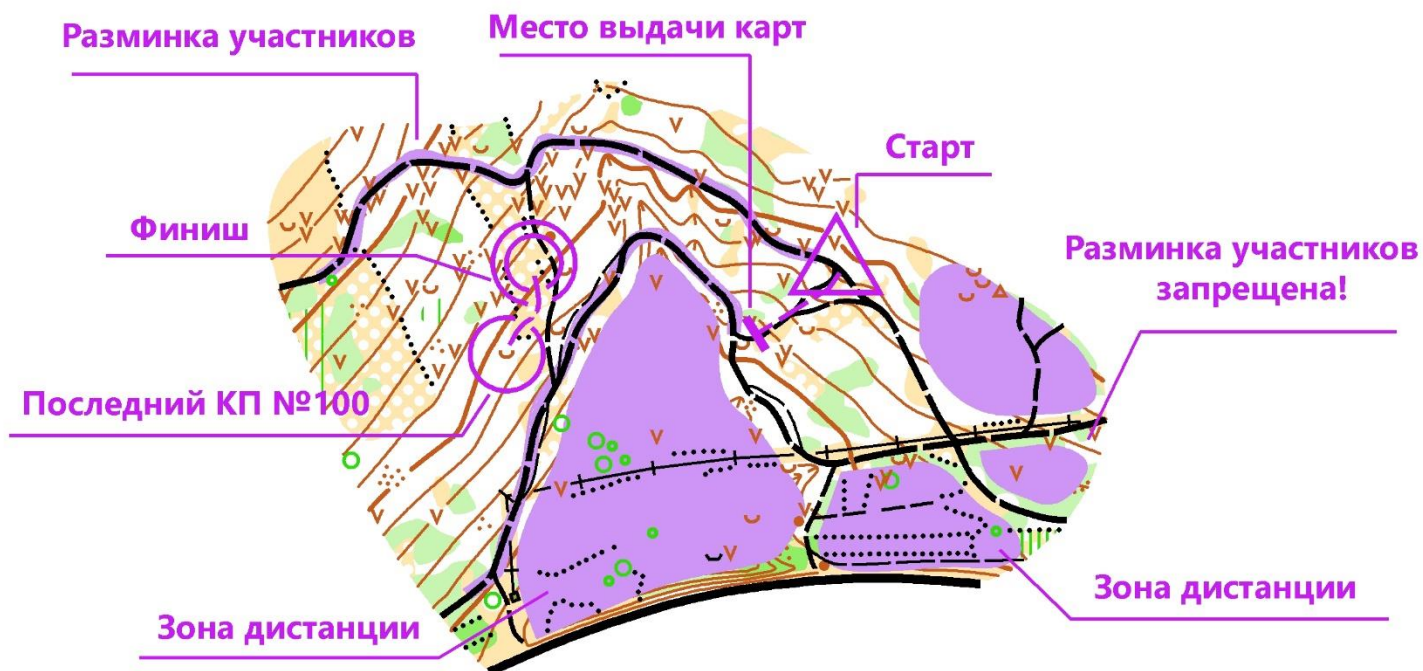 Место выдачи карт
Разминка участников
Старт
Финиш
Разминка участников
запрещена!
Последний КП №100
Зона дистанции
Зона дистанции